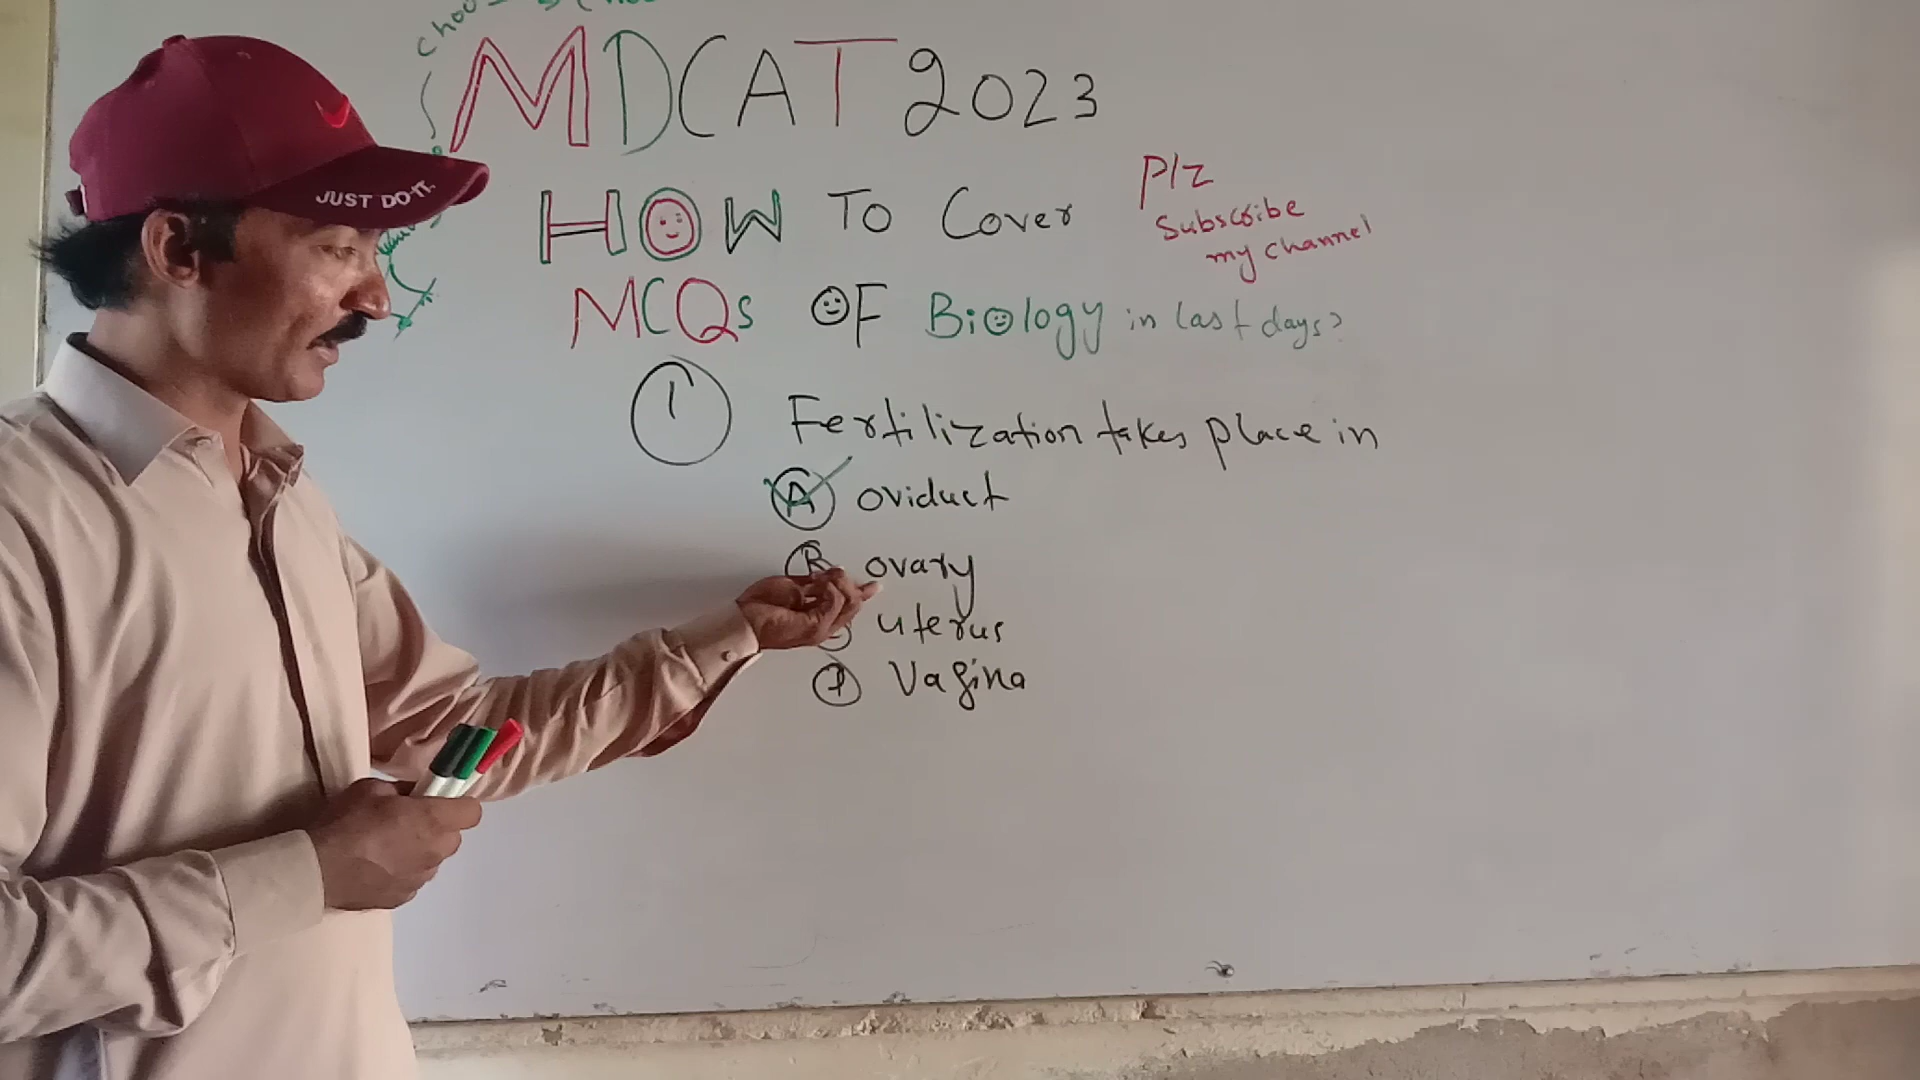 MDCAT 2023
HOW To Cover
Plz
Subscribe
my channel
MCQs OF Biology in last days?
1 Fertilization takes place in
A oviduct
B ovary
uterus
D Vagina
JUST DO IT.